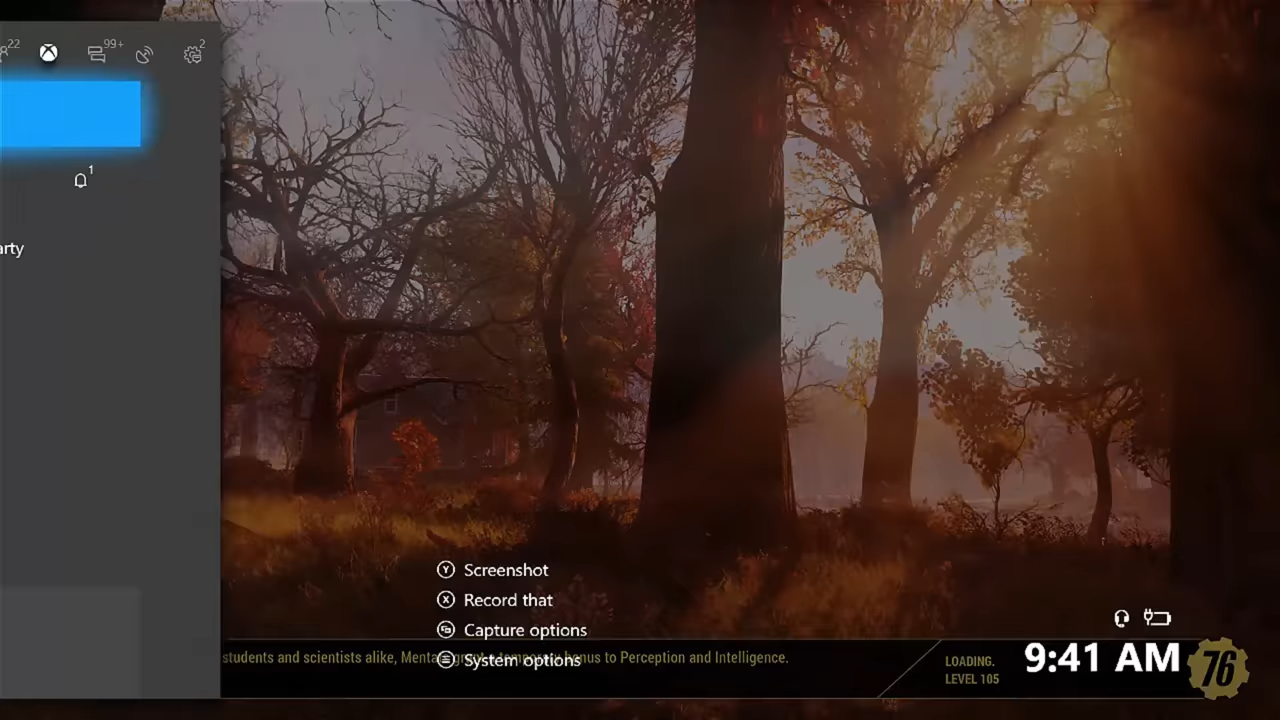 22
99+
2
1
arty
Screenshot
Record that
Capture options
System options
students and scientists alike, Menta a temporary bonus to Perception and Intelligence.
LOADING.
LEVEL 105
9:41 AM
76